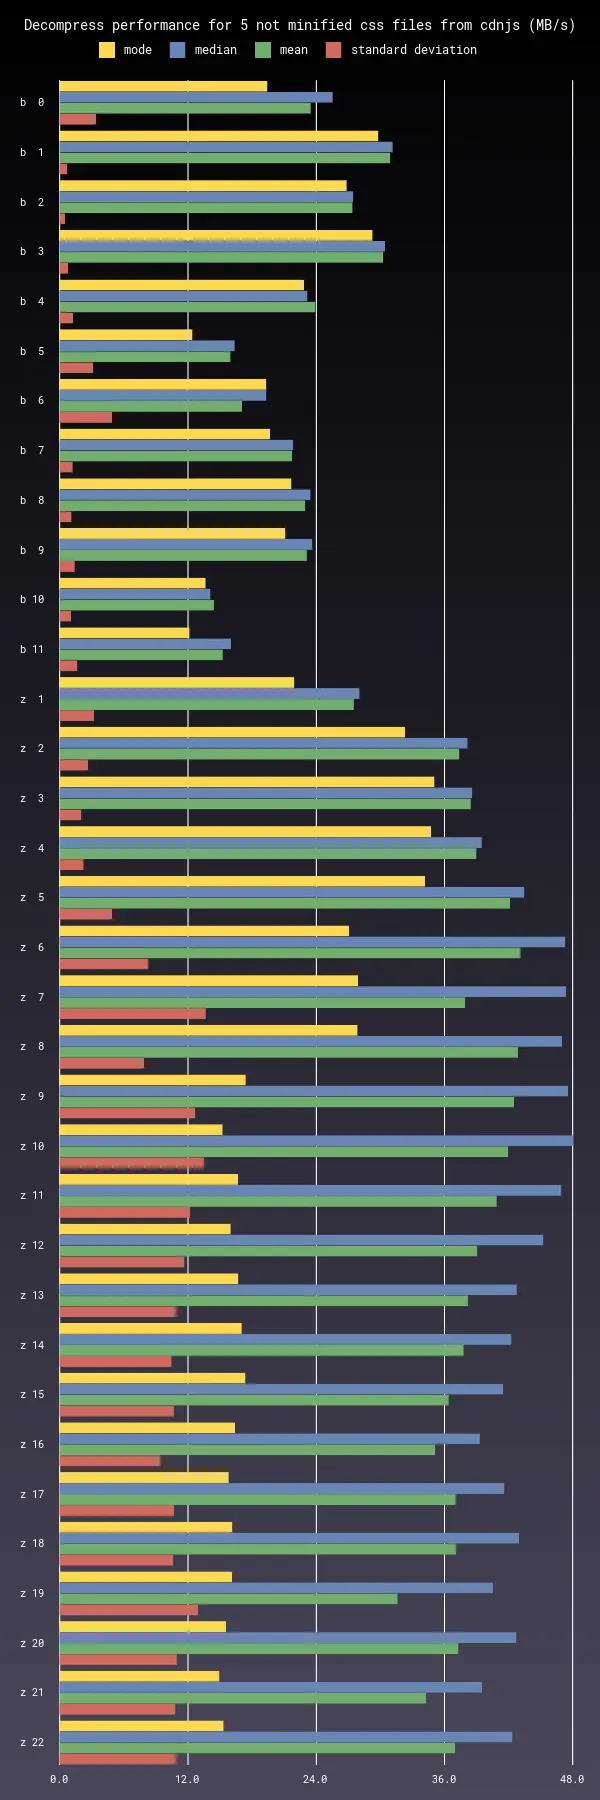 Decompress performance for 5 not minified css files from cdnjs (MB/s)
mode median mean standard deviation
b 0
b 1
b 2
b 3
b 4
b 5
b 6
b 7
b 8
b 9
b 10
b 11
z 1
z 2
z 3
z 4
z 5
z 6
z 7
z 8
z 9
z 10
z 11
z 12
z 13
z 14
z 15
z 16
z 17
z 18
z 19
z 20
z 21
z 22
0.0 12.0 24.0 36.0 48.0